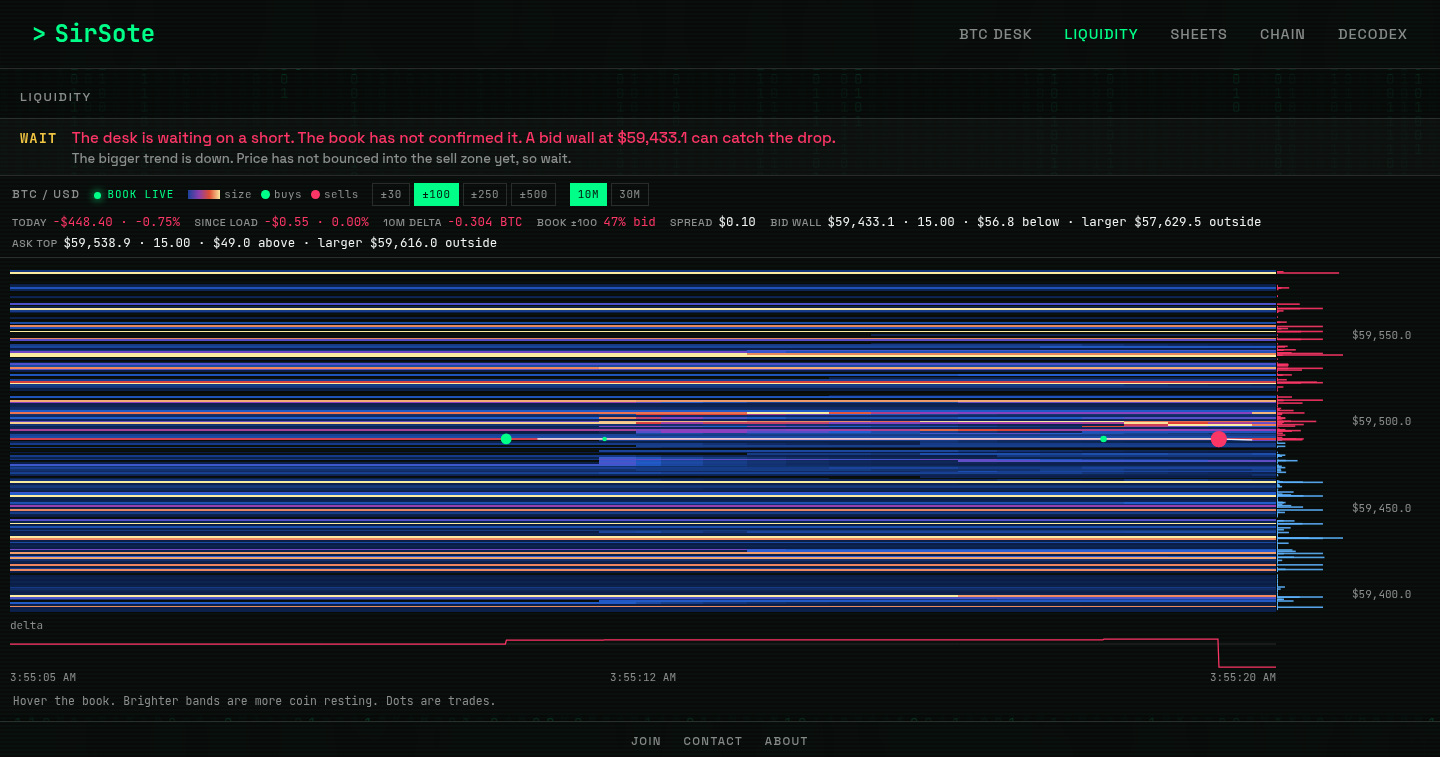 > SirSote
BTC DESK LIQUIDITY SHEETS CHAIN DECODEX
LIQUIDITY
WAIT The desk is waiting on a short. The book has not confirmed it. A bid wall at $59,433.1 can catch the drop.
The bigger trend is down. Price has not bounced into the sell zone yet, so wait.
BTC / USD BOOK LIVE size buys sells ±30 ±100 ±250 ±500 10M 30M
TODAY -$448.40 · -0.75% SINCE LOAD -$0.55 · 0.00% 10M DELTA -0.304 BTC BOOK ±100 47% bid SPREAD $0.10 BID WALL $59,433.1 · 15.00 · $56.8 below · larger $57,629.5 outside
ASK TOP $59,538.9 · 15.00 · $49.0 above · larger $59,616.0 outside
$59,550.0
$59,500.0
$59,450.0
$59,400.0
delta
3:55:05 AM 3:55:12 AM 3:55:20 AM
Hover the book. Brighter bands are more coin resting. Dots are trades.
JOIN CONTACT ABOUT